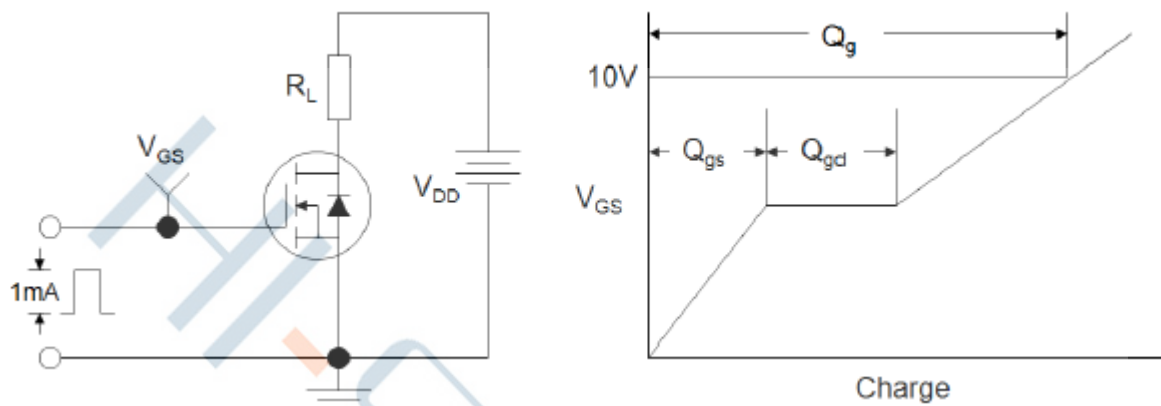 R_L
V_GS
V_DD
1mA
Q_g
10V
Q_gs
Q_gd
V_GS
Charge